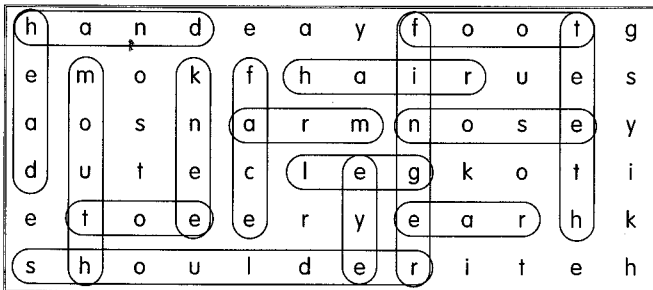 h a n d e a y f o o t g
e m o k f h a i r u e s
a o s n a r m n o s e y
d u t e c l e g k o t i
e t o e e r y e a r h k
s h o u l d e r i t e h